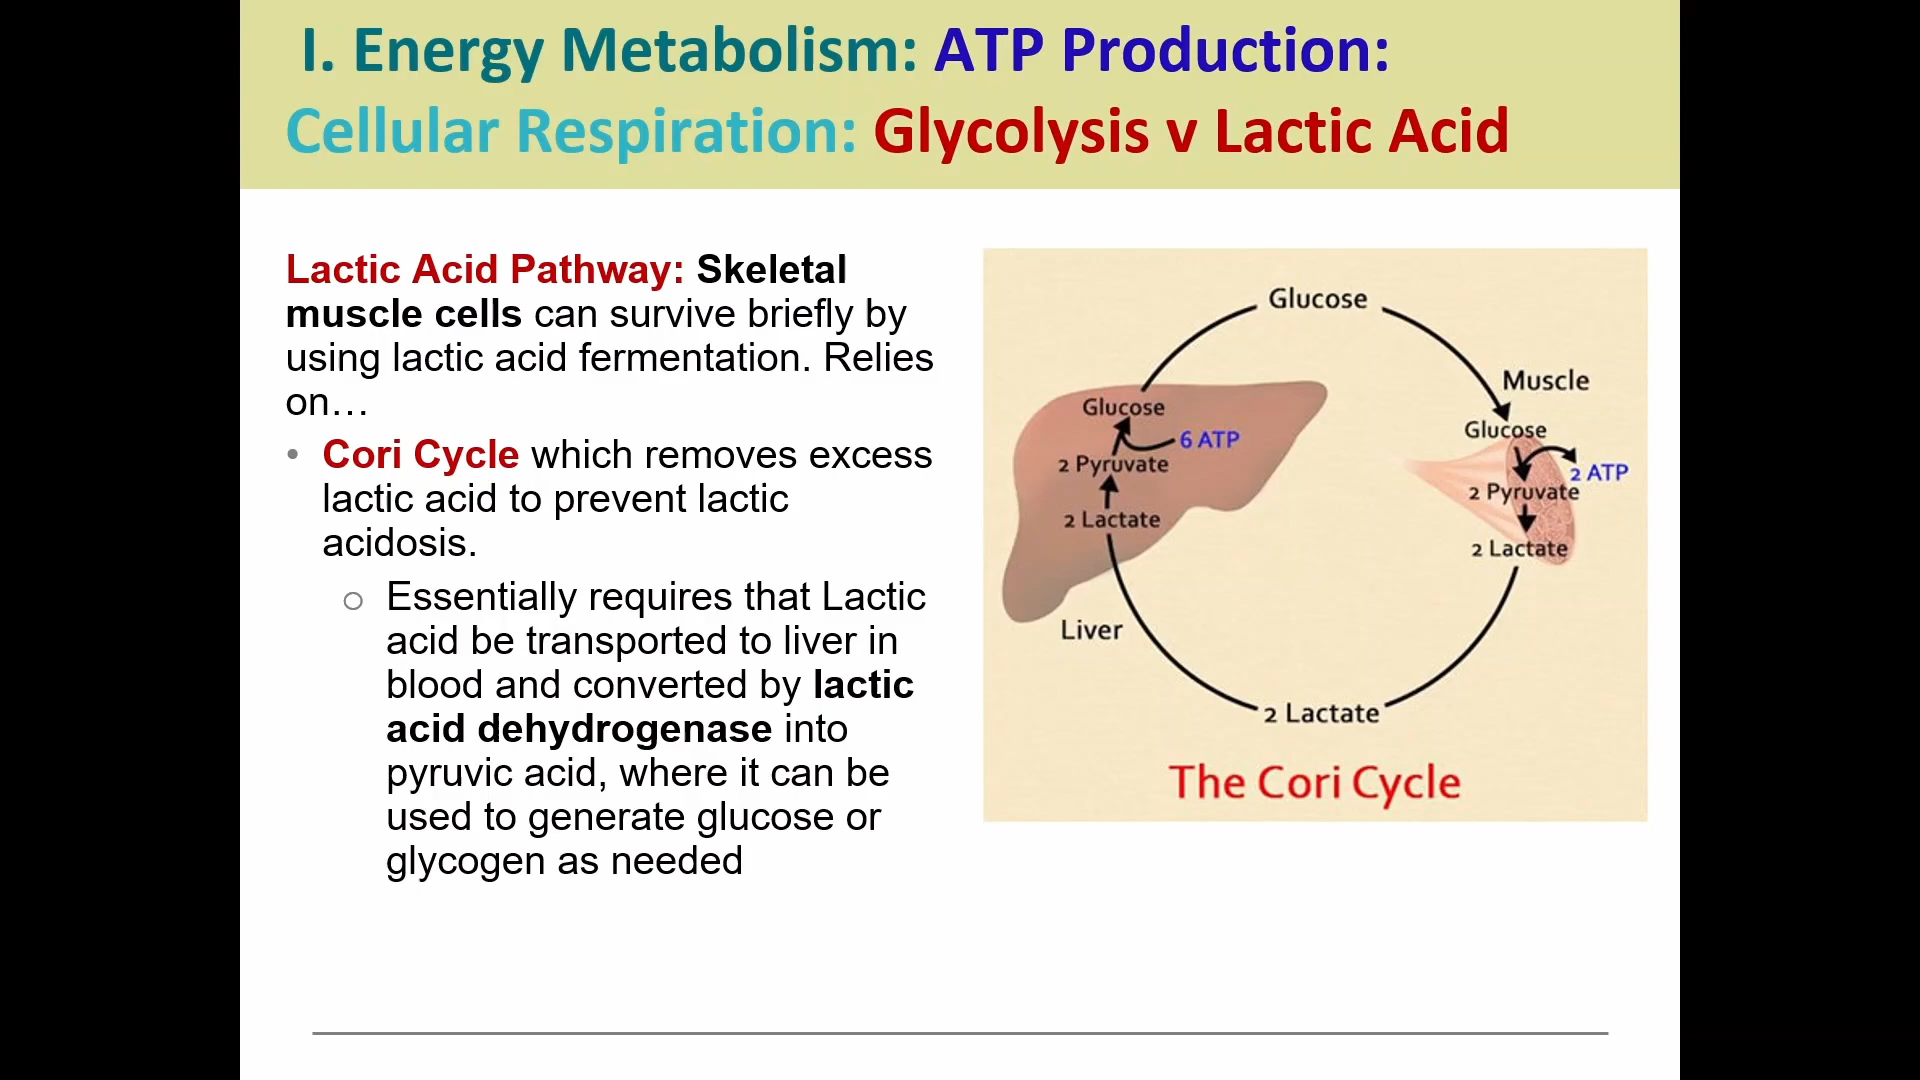 I. Energy Metabolism: ATP Production:
Cellular Respiration: Glycolysis v Lactic Acid
Lactic Acid Pathway: Skeletal
muscle cells can survive briefly by
using lactic acid fermentation. Relies
on…
• Cori Cycle which removes excess
lactic acid to prevent lactic
acidosis.
o Essentially requires that Lactic
acid be transported to liver in
blood and converted by lactic
acid dehydrogenase into
pyruvic acid, where it can be
used to generate glucose or
glycogen as needed
Glucose
Muscle
Glucose
2 ATP
2 Pyruvate
2 Lactate
Glucose
6 ATP
2 Pyruvate
2 Lactate
Liver
2 Lactate
The Cori Cycle